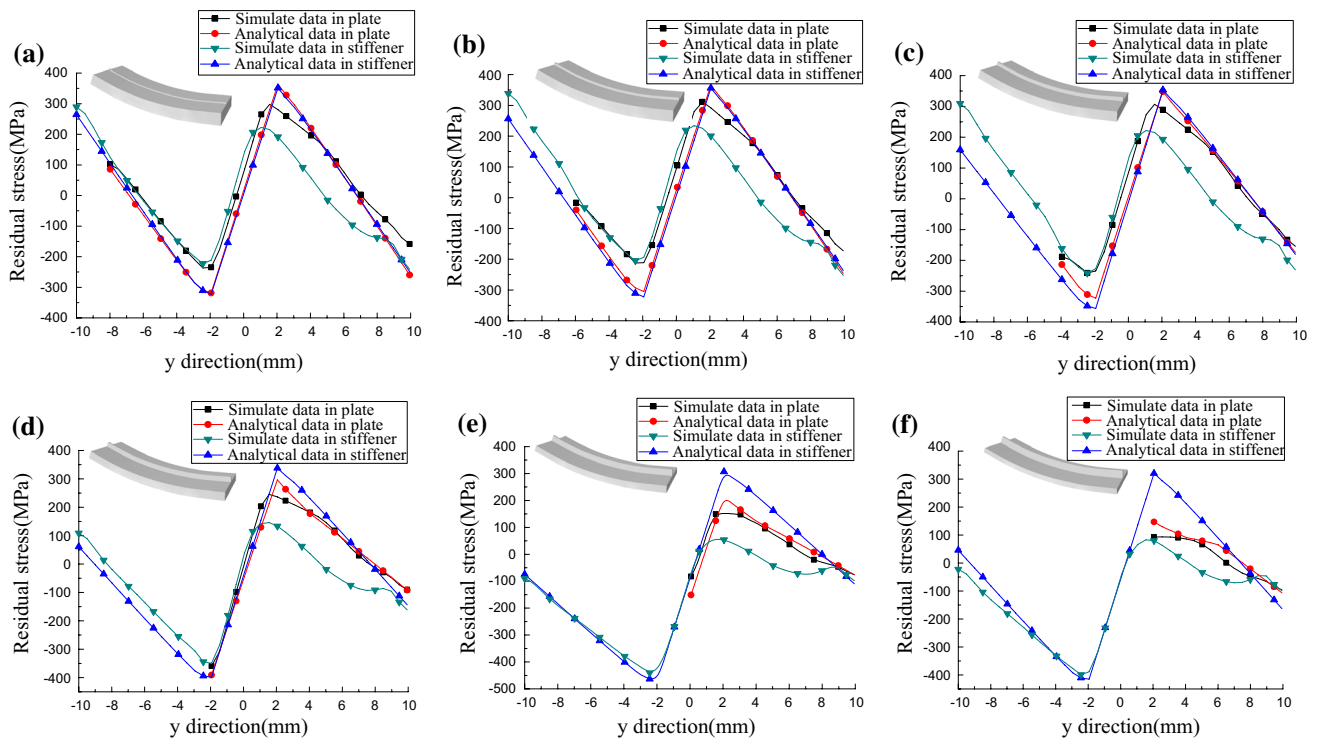 (a)
Simulate data in plate
Analytical data in plate
Simulate data in stiffener
Analytical data in stiffener
Residual stress(MPa)
400
300
200
100
0
-100
-200
-300
-400
-10 -8 -6 -4 -2 0 2 4 6 8 10
y direction(mm)
(b)
Simulate data in plate
Analytical data in plate
Simulate data in stiffener
Analytical data in stiffener
Residual stress(MPa)
400
300
200
100
0
-100
-200
-300
-400
-10 -8 -6 -4 -2 0 2 4 6 8 10
y direction(mm)
(c)
Simulate data in plate
Analytical data in plate
Simulate data in stiffener
Analytical data in stiffener
Residual stress(MPa)
400
300
200
100
0
-100
-200
-300
-400
-10 -8 -6 -4 -2 0 2 4 6 8 10
y direction(mm)
(d)
Simulate data in plate
Analytical data in plate
Simulate data in stiffener
Analytical data in stiffener
Residual stress(MPa)
400
300
200
100
0
-100
-200
-300
-400
-10 -8 -6 -4 -2 0 2 4 6 8 10
y direction(mm)
(e)
Simulate data in plate
Analytical data in plate
Simulate data in stiffener
Analytical data in stiffener
Residual stress(MPa)
400
300
200
100
0
-100
-200
-300
-400
-500
-10 -8 -6 -4 -2 0 2 4 6 8 10
y direction(mm)
(f)
Simulate data in plate
Analytical data in plate
Simulate data in stiffener
Analytical data in stiffener
Residual stress(MPa)
400
300
200
100
0
-100
-200
-300
-400
-10 -8 -6 -4 -2 0 2 4 6 8 10
y direction(mm)